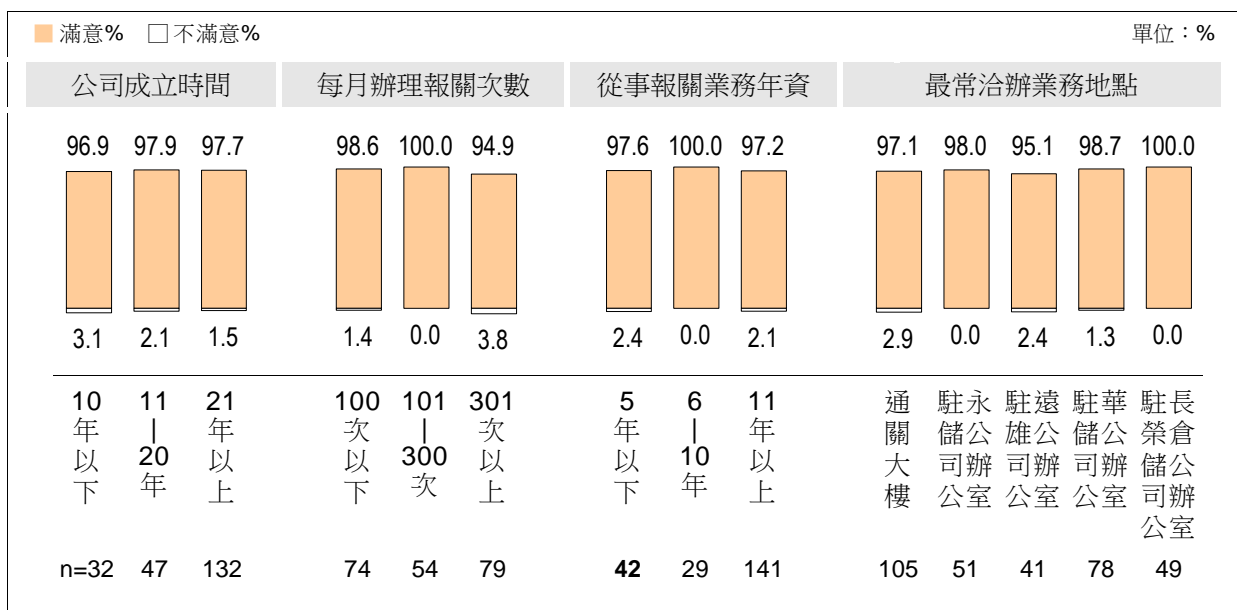 滿意% 不滿意% 單位：%
公司成立時間 每月辦理報關次數 從事報關業務年資 最常洽辦業務地點
96.9 97.9 97.7 98.6 100.0 94.9 97.6 100.0 97.2 97.1 98.0 95.1 98.7 100.0
3.1 2.1 1.5 1.4 0.0 3.8 2.4 0.0 2.1 2.9 0.0 2.4 1.3 0.0
10年以下
11|20年
21年以上
100次以下
101|300次
301次以上
5年以下
6|10年
11年以上
通關大樓
駐永儲公司辦公室
駐遠雄公司辦公室
駐華儲公司辦公室
駐長榮倉儲公司辦公室
n=32 47 132 74 54 79 42 29 141 105 51 41 78 49